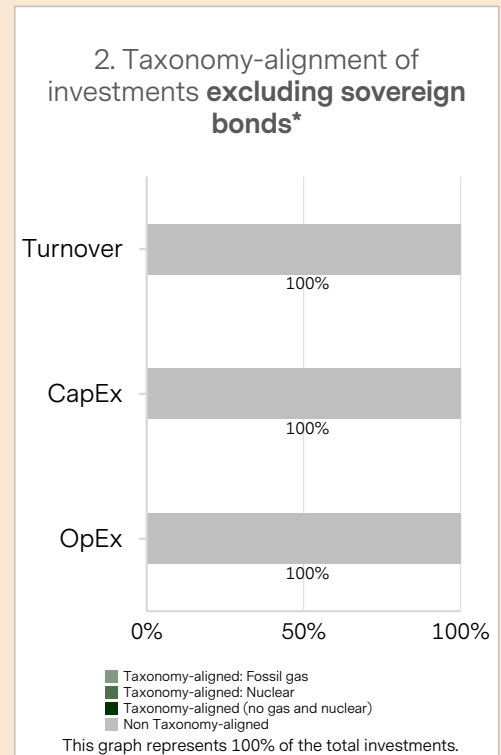 2. Taxonomy-alignment of
investments excluding sovereign
bonds*
Turnover
100%
CapEx
100%
OpEx
100%
0% 50% 100%
Taxonomy-aligned: Fossil gas
Taxonomy-aligned: Nuclear
Taxonomy-aligned (no gas and nuclear)
Non Taxonomy-aligned
This graph represents 100% of the total investments.